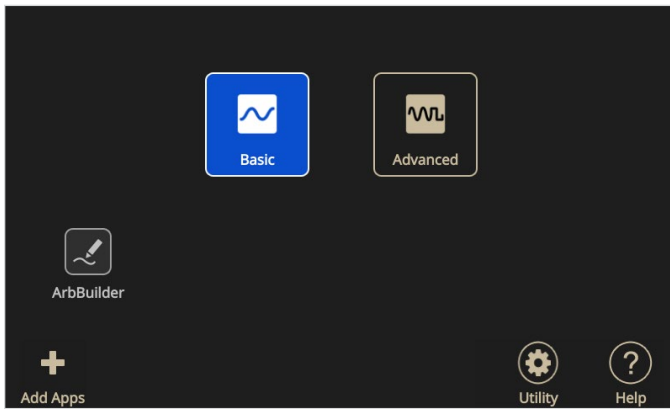 Basic
Advanced
ArbBuilder
Add Apps
Utility
Help